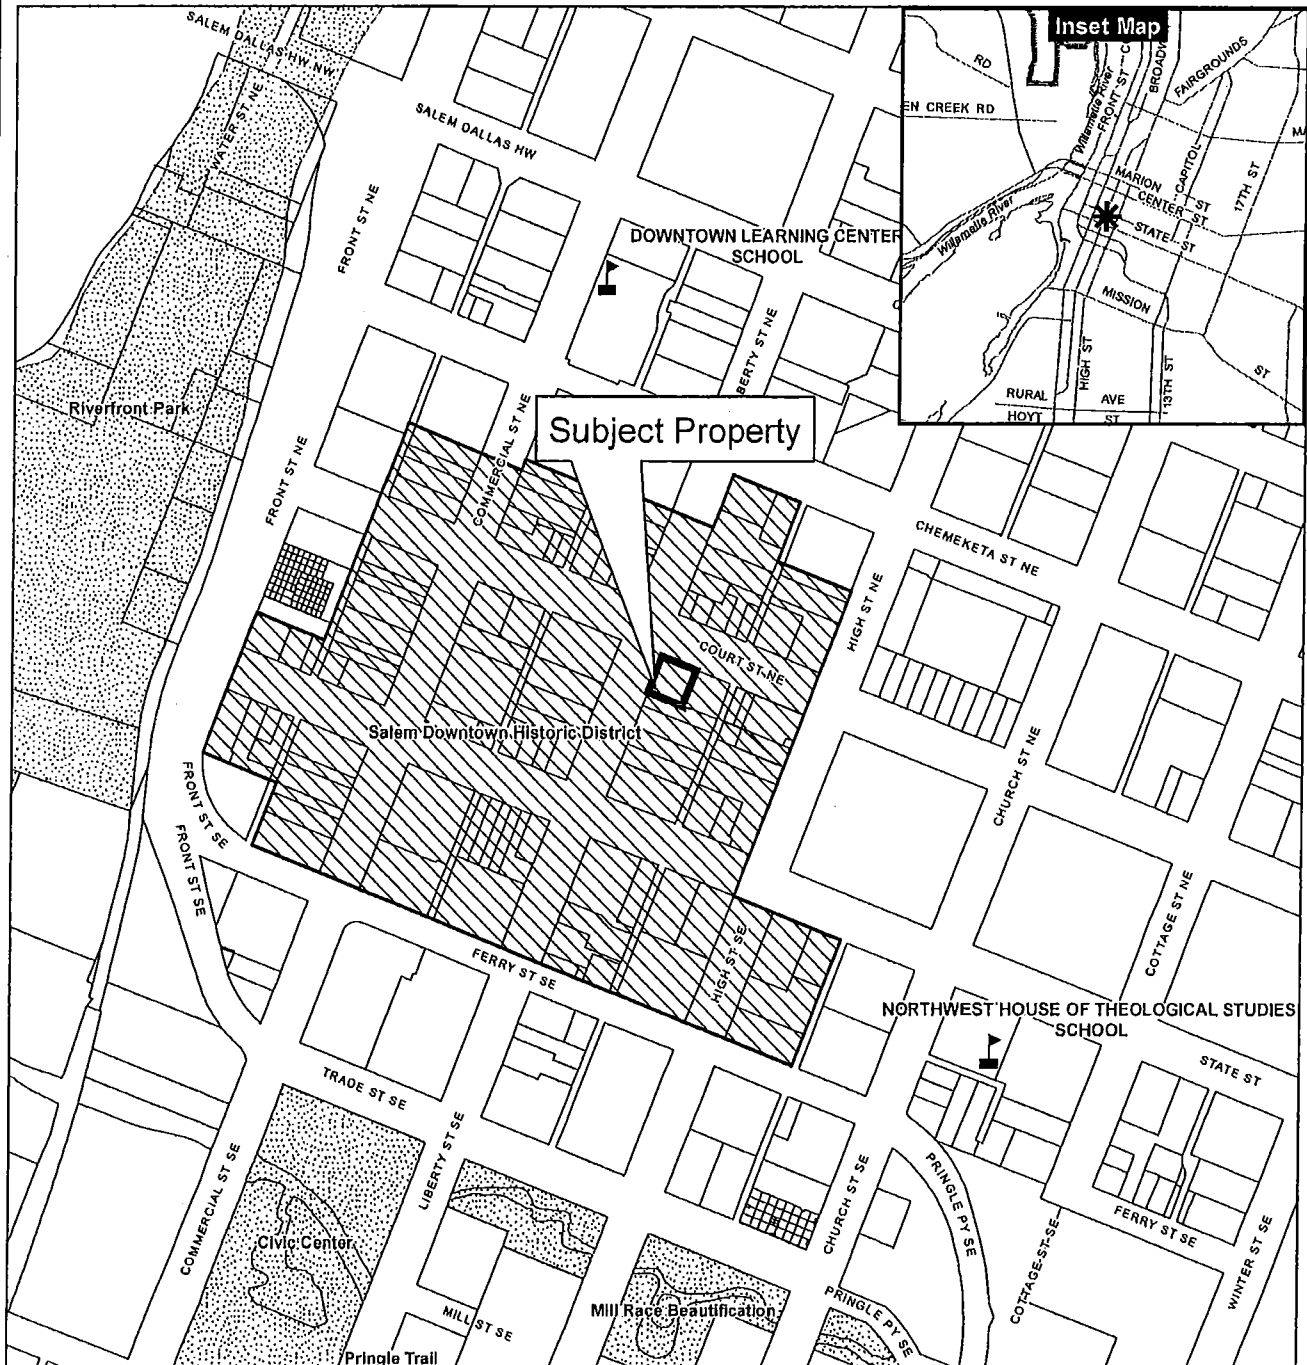 SALEM DALLAS HW NW
WATER ST NE
SALEM DALLAS HW
FRONT ST NE
DOWNTOWN LEARNING CENTER
SCHOOL
Inset Map
RD
EN CREEK RD
Willamette River
FRONT ST
BROADW
FAIRGROUNDS
MARION ST
CENTER ST
STATE ST
CAPITOL
17TH ST
Willamette River
MISSION
ST
HIGH ST
13TH ST
RURAL AVE
HOYT ST
Riverfront Park
BERTY ST NE
COMMERCIAL ST NE
Subject Property
FRONT ST NE
CHEMEKETA ST NE
HIGH ST NE
COURT ST NE
Salem Downtown Historic District
CHURCH ST NE
FRONT ST SE
FRONT ST SE
COTTAGE ST NE
FERRY ST SE
HIGH ST SE
NORTHWEST HOUSE OF THEOLOGICAL STUDIES
SCHOOL
STATE ST
TRADE ST SE
LIBERTY ST SE
COMMERCIAL ST SE
CHURCH ST SE
PRINGLE PY SE
FERRY ST SE
COTTAGE ST SE
WINTER ST SE
Civic Center
Mill Race Beautification
MILL ST SE
PRINGLE PY SE
Pringle Trail